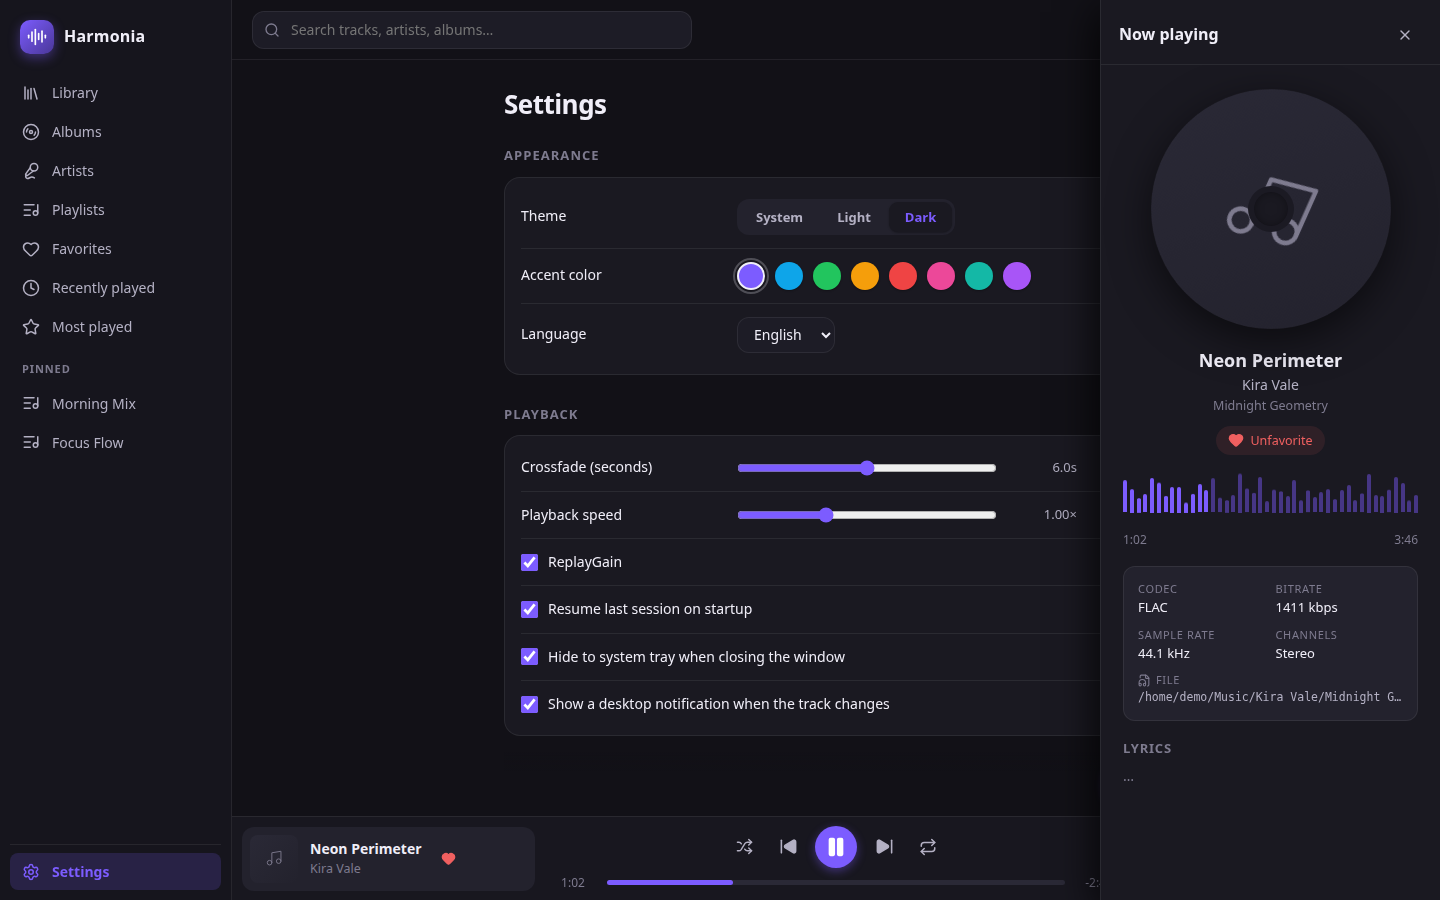 Harmonia
Search tracks, artists, albums...
Library
Albums
Artists
Playlists
Favorites
Recently played
Most played
PINNED
Morning Mix
Focus Flow
Settings
Settings
APPEARANCE
Theme
System
Light
Dark
Accent color
Language
English
PLAYBACK
Crossfade (seconds)
6.0s
Playback speed
1.00×
ReplayGain
Resume last session on startup
Hide to system tray when closing the window
Show a desktop notification when the track changes
Neon Perimeter
Kira Vale
1:02
-2:
Now playing
Neon Perimeter
Kira Vale
Midnight Geometry
Unfavorite
1:02
3:46
CODEC
BITRATE
FLAC
1411 kbps
SAMPLE RATE
CHANNELS
44.1 kHz
Stereo
FILE
/home/demo/Music/Kira Vale/Midnight G…
LYRICS
...